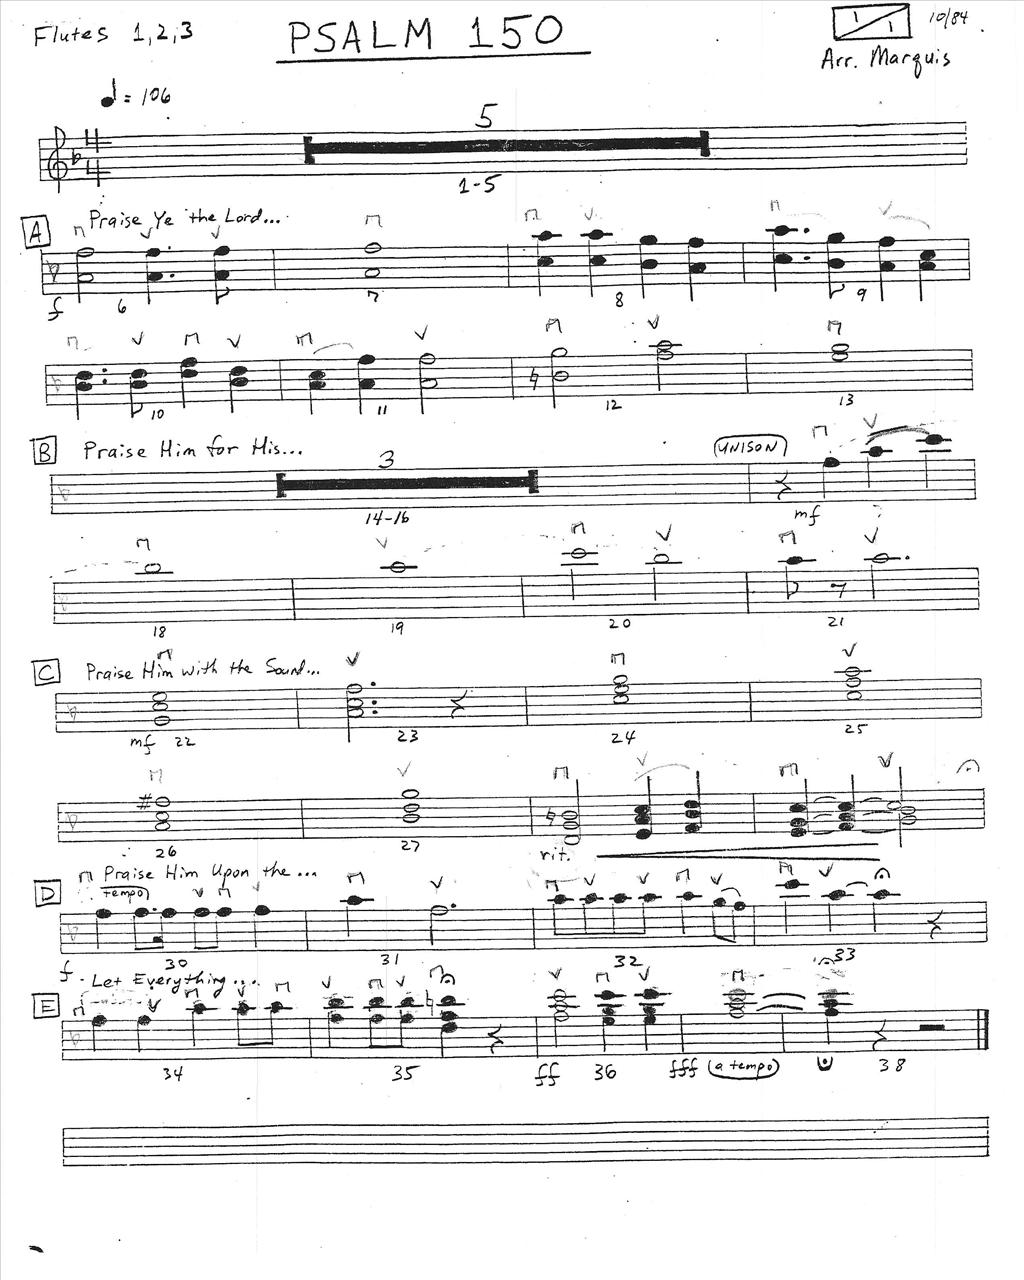 Flutes 1,2,3
PSALM 150
1/1
10/84
Arr. Marquis
= 106
4
4
5
1-5
A Praise Ye the Lord...
f 6 7 8 9
10 11 12 13
B Praise Him for His...
3
UNISON
14-16
mf
18 19 20 21
C Praise Him with the Sound...
mf 22 23 24 25
26 27
rit.
D Praise Him Upon the...
tempo
f 30 31 32 33
E Let Everything...
34 35 ff 36 fff (a tempo) 38